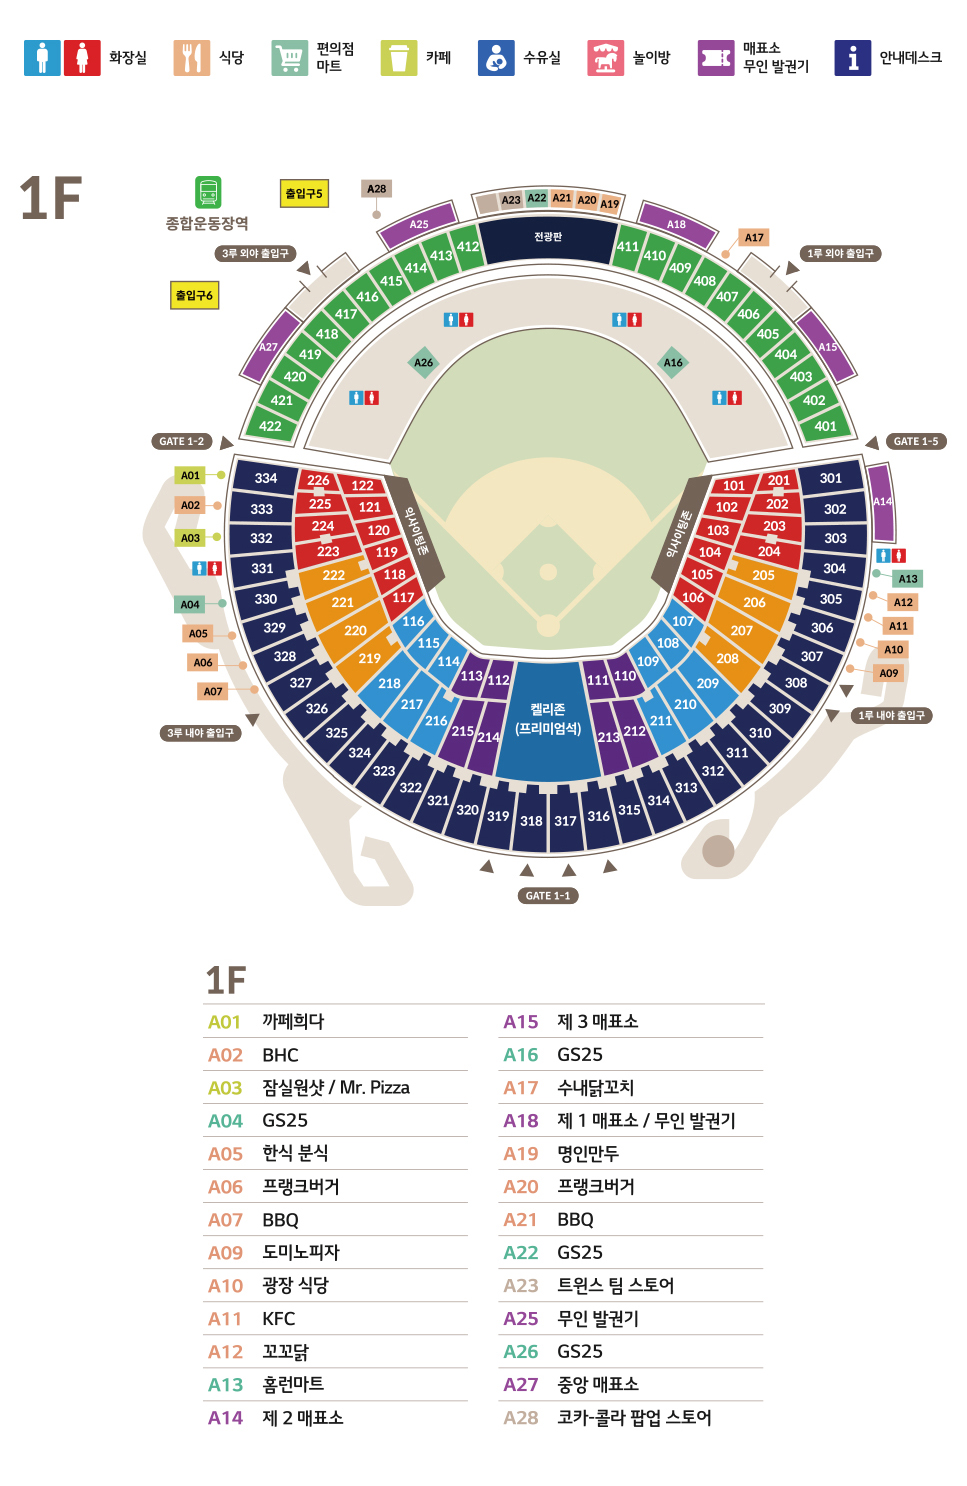 화장실
식당
편의점
마트
카페
수유실
놀이방
매표소
무인 발권기
안내데스크
1F
종합운동장역
출입구5
출입구6
A28
A25
A23
A22
A21
A20
A19
A18
A17
3루 외야 출입구
1루 외야 출입구
전광판
412
413
414
415
416
417
418
419
420
421
422
411
410
409
408
407
406
405
404
403
402
401
A27
A26
A16
A15
GATE 1-2
GATE 1-5
A01
A02
A03
A04
A05
A06
A07
A14
A13
A12
A11
A10
A09
334
333
332
331
330
329
328
327
326
325
324
323
322
321
320
319
318
317
316
315
314
313
312
311
310
309
308
307
306
305
304
303
302
301
226
225
224
223
222
221
220
219
218
217
216
215
214
213
212
211
210
209
208
207
206
205
204
203
202
201
122
121
120
119
118
117
116
115
114
113
112
111
110
109
108
107
106
105
104
103
102
101
익사이팅존
익사이팅존
켈리존
(프리미엄석)
3루 내야 출입구
1루 내야 출입구
GATE 1-1
1F
A01 까페희다
A02 BHC
A03 잠실원샷 / Mr. Pizza
A04 GS25
A05 한식 분식
A06 프랭크버거
A07 BBQ
A09 도미노피자
A10 광장 식당
A11 KFC
A12 꼬꼬닭
A13 홈런마트
A14 제 2 매표소
A15 제 3 매표소
A16 GS25
A17 수내닭꼬치
A18 제 1 매표소 / 무인 발권기
A19 명인만두
A20 프랭크버거
A21 BBQ
A22 GS25
A23 트윈스 팀 스토어
A25 무인 발권기
A26 GS25
A27 중앙 매표소
A28 코카-콜라 팝업 스토어